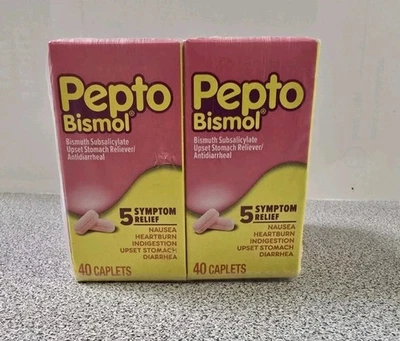 Pepto
Bismol®
Bismuth Subsalicylate
Upset Stomach Reliever/
Antidiarrheal
5 SYMPTOM
RELIEF
NAUSEA
HEARTBURN
INDIGESTION
UPSET STOMACH
DIARRHEA
40 CAPLETS
Pepto
Bismol®
Bismuth Subsalicylate
Upset Stomach Reliever/
Antidiarrheal
5 SYMPTOM
RELIEF
NAUSEA
HEARTBURN
INDIGESTION
UPSET STOMACH
DIARRHEA
40 CAPLETS